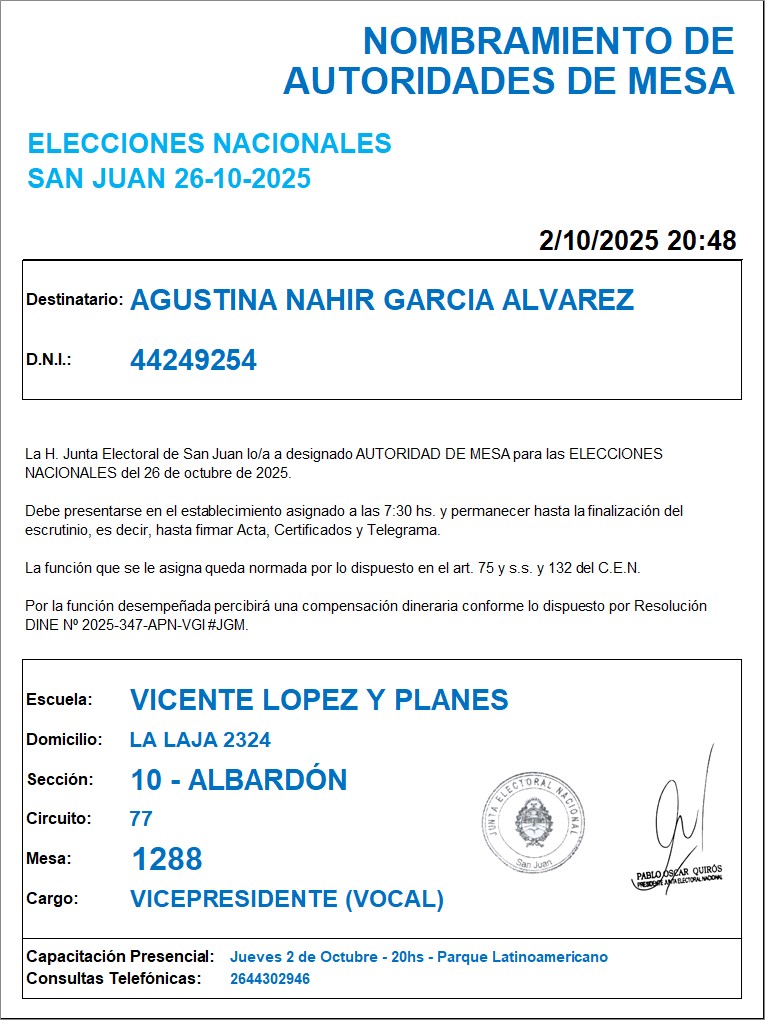 NOMBRAMIENTO DE
AUTORIDADES DE MESA
ELECCIONES NACIONALES
SAN JUAN 26-10-2025
2/10/2025 20:48
Destinatario: AGUSTINA NAHIR GARCIA ALVAREZ
D.N.I.: 44249254
La H. Junta Electoral de San Juan lo/a a designado AUTORIDAD DE MESA para las ELECCIONES
NACIONALES del 26 de octubre de 2025.
Debe presentarse en el establecimiento asignado a las 7:30 hs. y permanecer hasta la finalización del
escrutinio, es decir, hasta firmar Acta, Certificados y Telegrama.
La función que se le asigna queda normada por lo dispuesto en el art. 75 y s.s. y 132 del C.E.N.
Por la función desempeñada percibirá una compensación dineraria conforme lo dispuesto por Resolución
DINE Nº 2025-347-APN-VGI #JGM.
Escuela: VICENTE LOPEZ Y PLANES
Domicilio: LA LAJA 2324
Sección: 10 - ALBARDÓN
Circuito: 77
Mesa: 1288
Cargo: VICEPRESIDENTE (VOCAL)
JUNTA ELECTORAL NACIONAL
San Juan
PABLO OSCAR QUIRÓS
PRESIDENTE JUNTA ELECTORAL NACIONAL
Capacitación Presencial: Jueves 2 de Octubre - 20hs - Parque Latinoamericano
Consultas Telefónicas: 2644302946